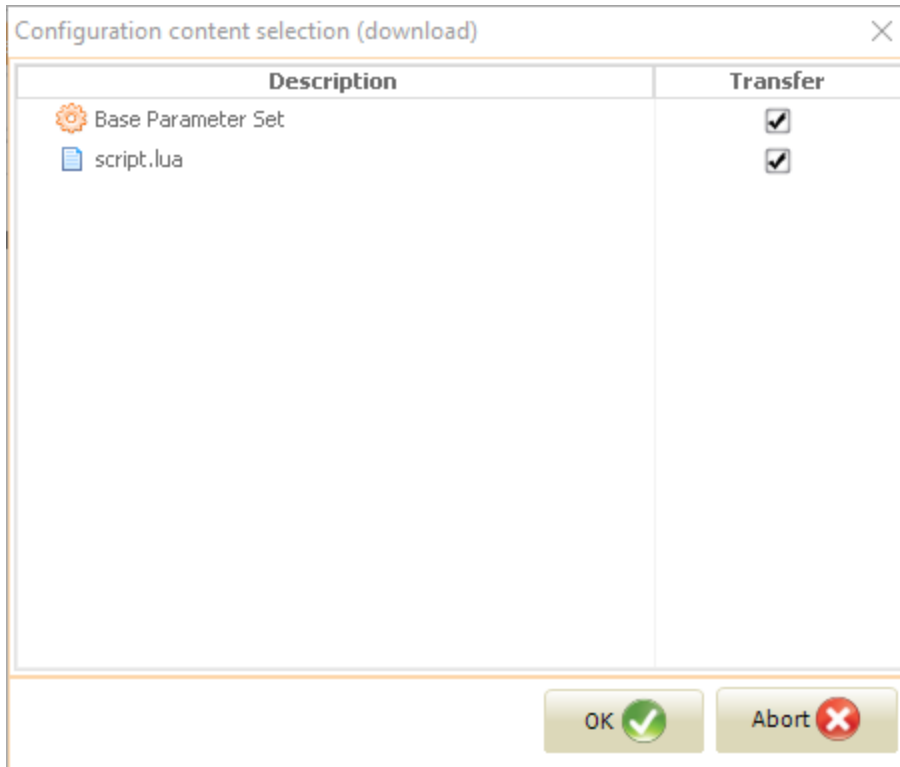 Configuration content selection (download)
Description Transfer
Base Parameter Set
script.lua
OK Abort